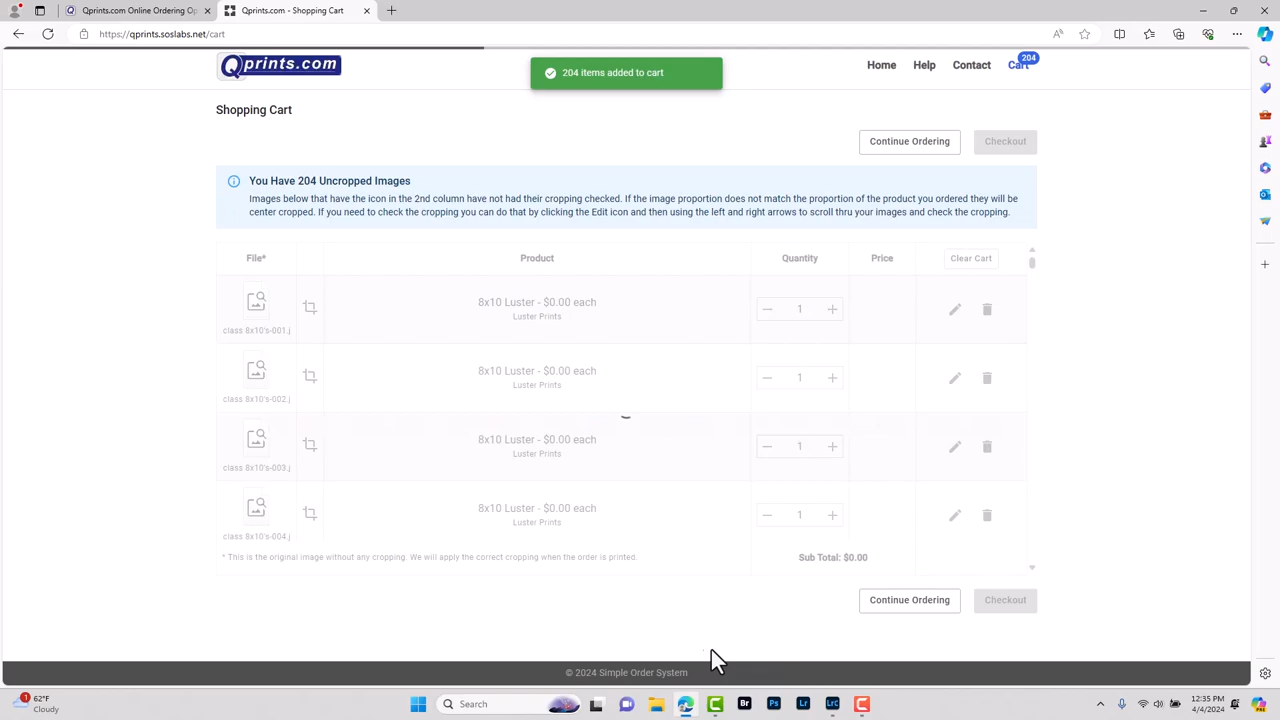 Qprints.com Online Ordering Op
Qprints.com - Shopping Cart
https://qprints.soslabs.net/cart
Qprints.com
204 items added to cart
Home
Help
Contact
Cart
204
Shopping Cart
Continue Ordering
Checkout
You Have 204 Uncropped Images
Images below that have the icon in the 2nd column have not had their cropping checked. If the image proportion does not match the proportion of the product you ordered they will be
center cropped. If you need to check the cropping you can do that by clicking the Edit icon and then using the left and right arrows to scroll thru your images and check the cropping.
File*
Product
Quantity
Price
Clear Cart
8x10 Luster - $0.00 each
Luster Prints
1
class 8x10's-001.j
8x10 Luster - $0.00 each
Luster Prints
1
class 8x10's-002.j
8x10 Luster - $0.00 each
Luster Prints
1
class 8x10's-003.j
8x10 Luster - $0.00 each
Luster Prints
1
class 8x10's-004.j
* This is the original image without any cropping. We will apply the correct cropping when the order is printed.
Sub Total: $0.00
Continue Ordering
Checkout
© 2024 Simple Order System
1
62°F
Cloudy
Search
Br
Ps
Lr
LrC
12:35 PM
4/4/2024